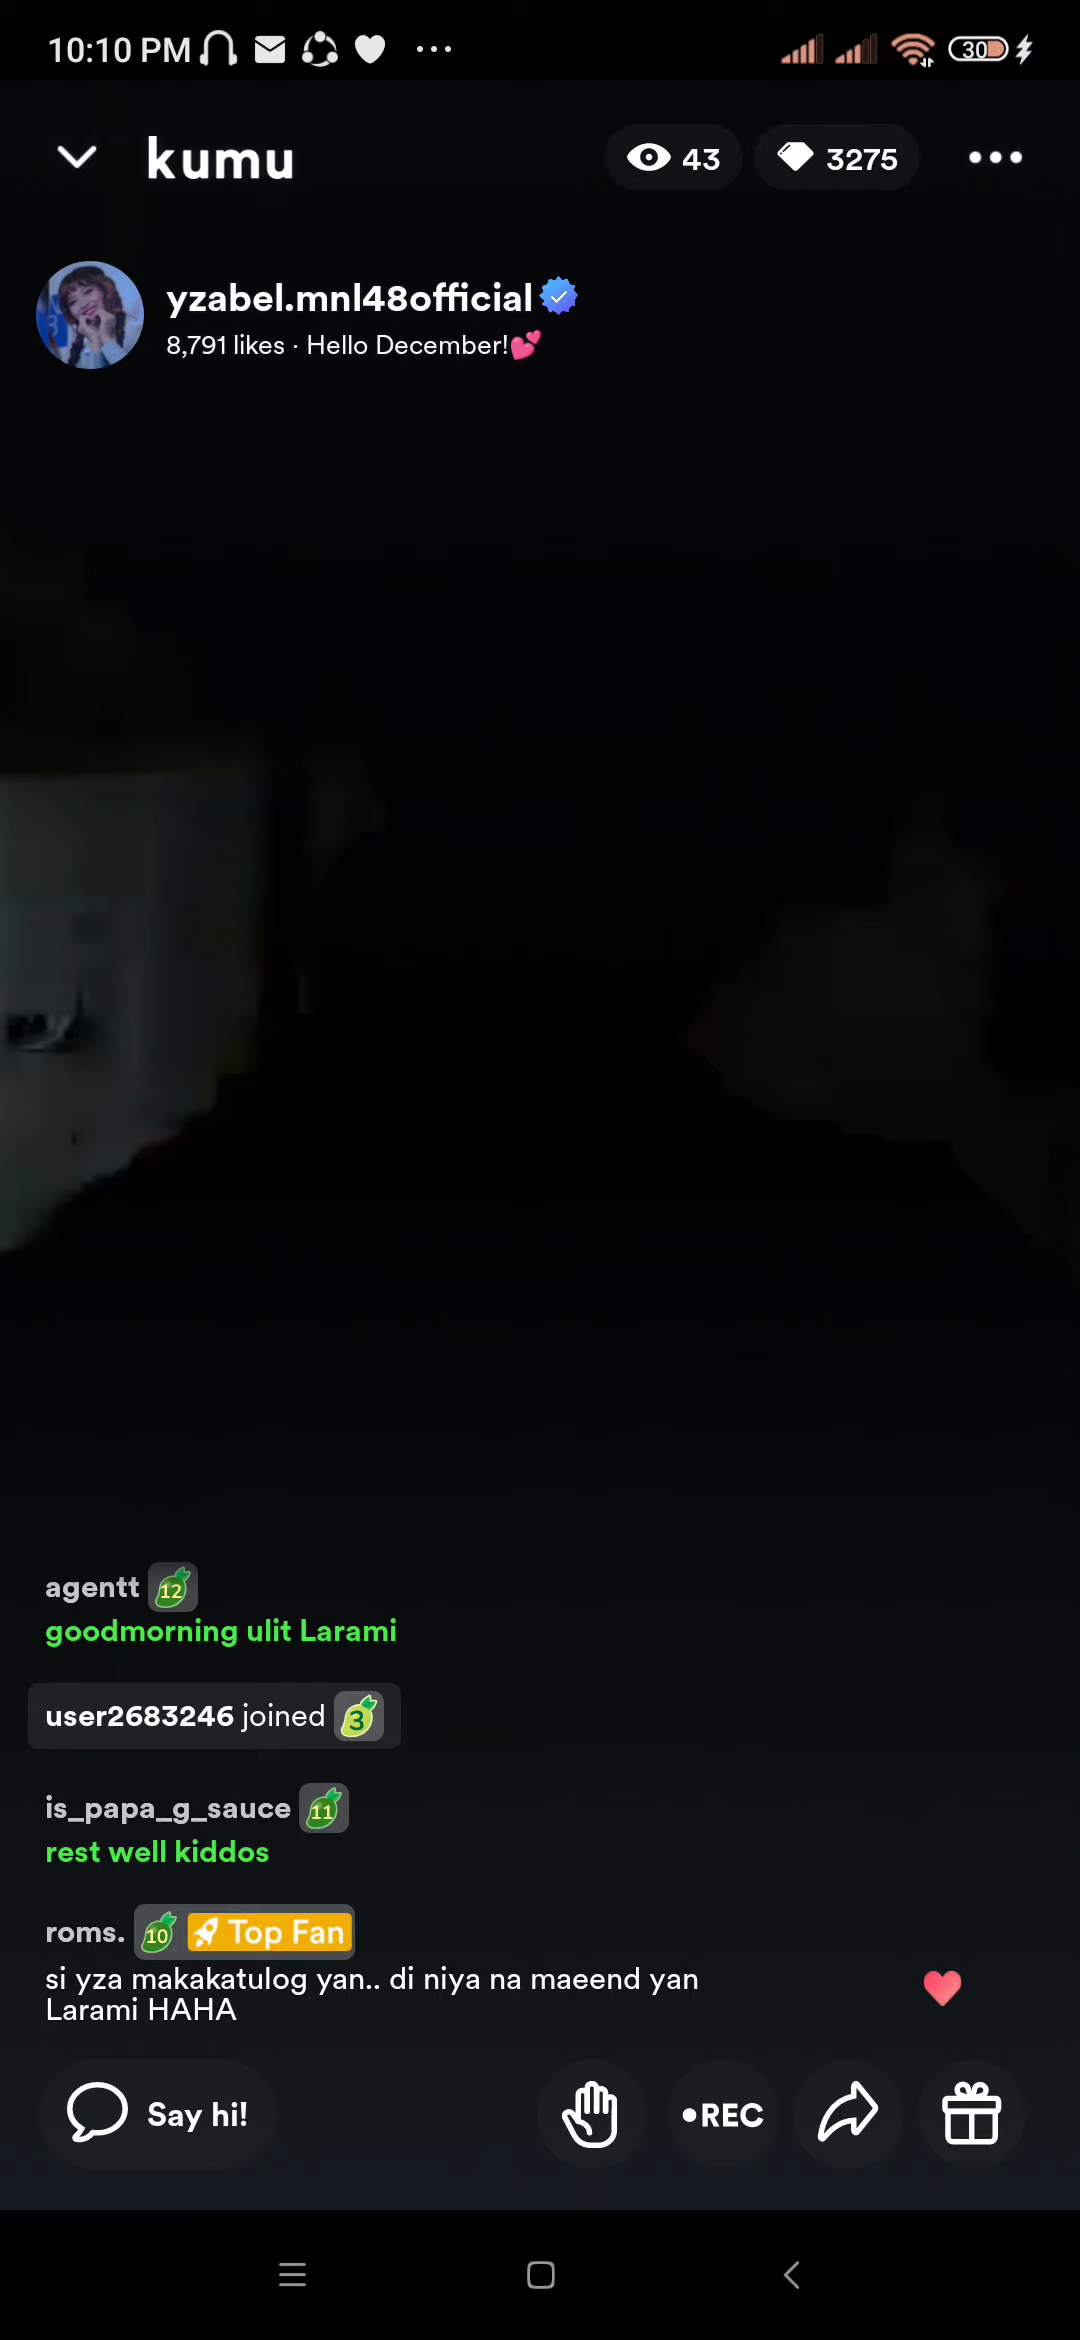 10:10 PM
30
kumu
43
3275
yzabel.mnl48official
8,791 likes · Hello December!💕
agentt 12
goodmorning ulit Larami
user2683246 joined 3
is_papa_g_sauce 11
rest well kiddos
roms. 10 Top Fan
si yza makakatulog yan.. di niya na maeend yan
Larami HAHA
Say hi!
•REC